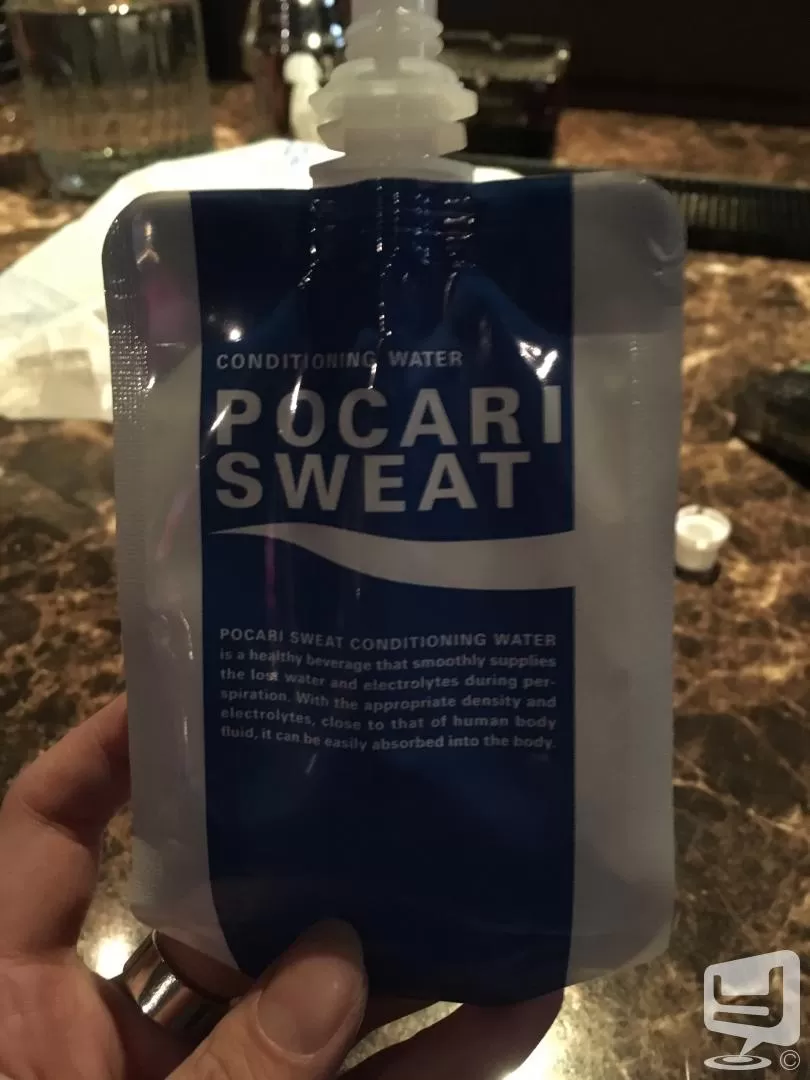 CONDITIONING WATER
POCARI
SWEAT
POCARI SWEAT CONDITIONING WATER
is a healthy beverage that smoothly supplies
the lost water and electrolytes during per-
spiration. With the appropriate density and
electrolytes, close to that of human body
fluid, it can be easily absorbed into the body.
©